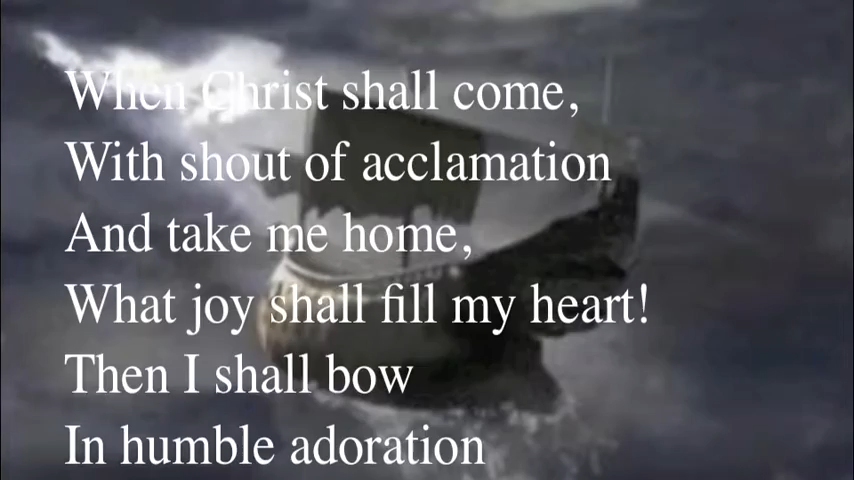 When Christ shall come,
With shout of acclamation
And take me home,
What joy shall fill my heart!
Then I shall bow
In humble adoration